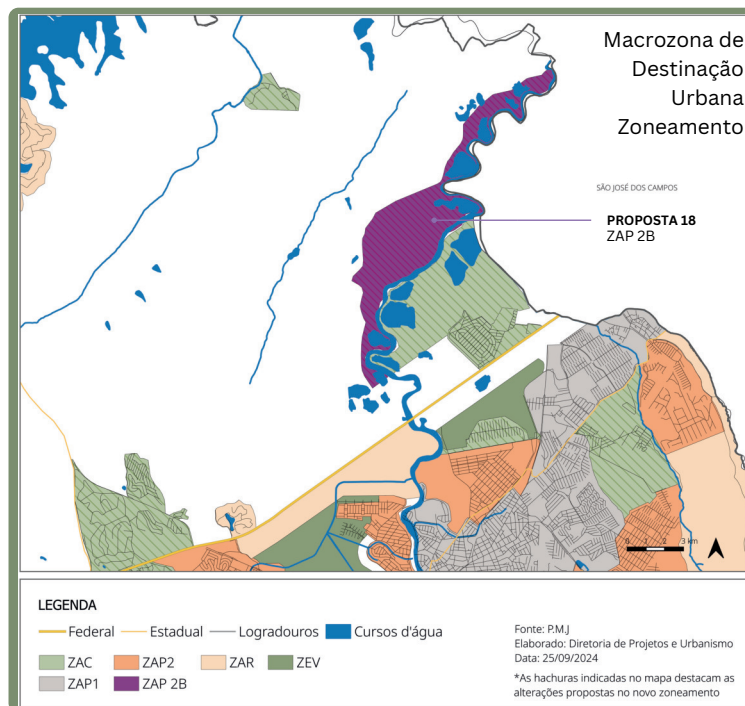 Macrozona de
Destinação
Urbana
Zoneamento
SÃO JOSÉ DOS CAMPOS
PROPOSTA 18
ZAP 2B
0 1 2 3 km
LEGENDA
Federal Estadual Logradouros Cursos d'água
ZAC ZAP2 ZAR ZEV
ZAP1 ZAP 2B
Fonte: P.M.J
Elaborado: Diretoria de Projetos e Urbanismo
Data: 25/09/2024
*As hachuras indicadas no mapa destacam as
alterações propostas no novo zoneamento